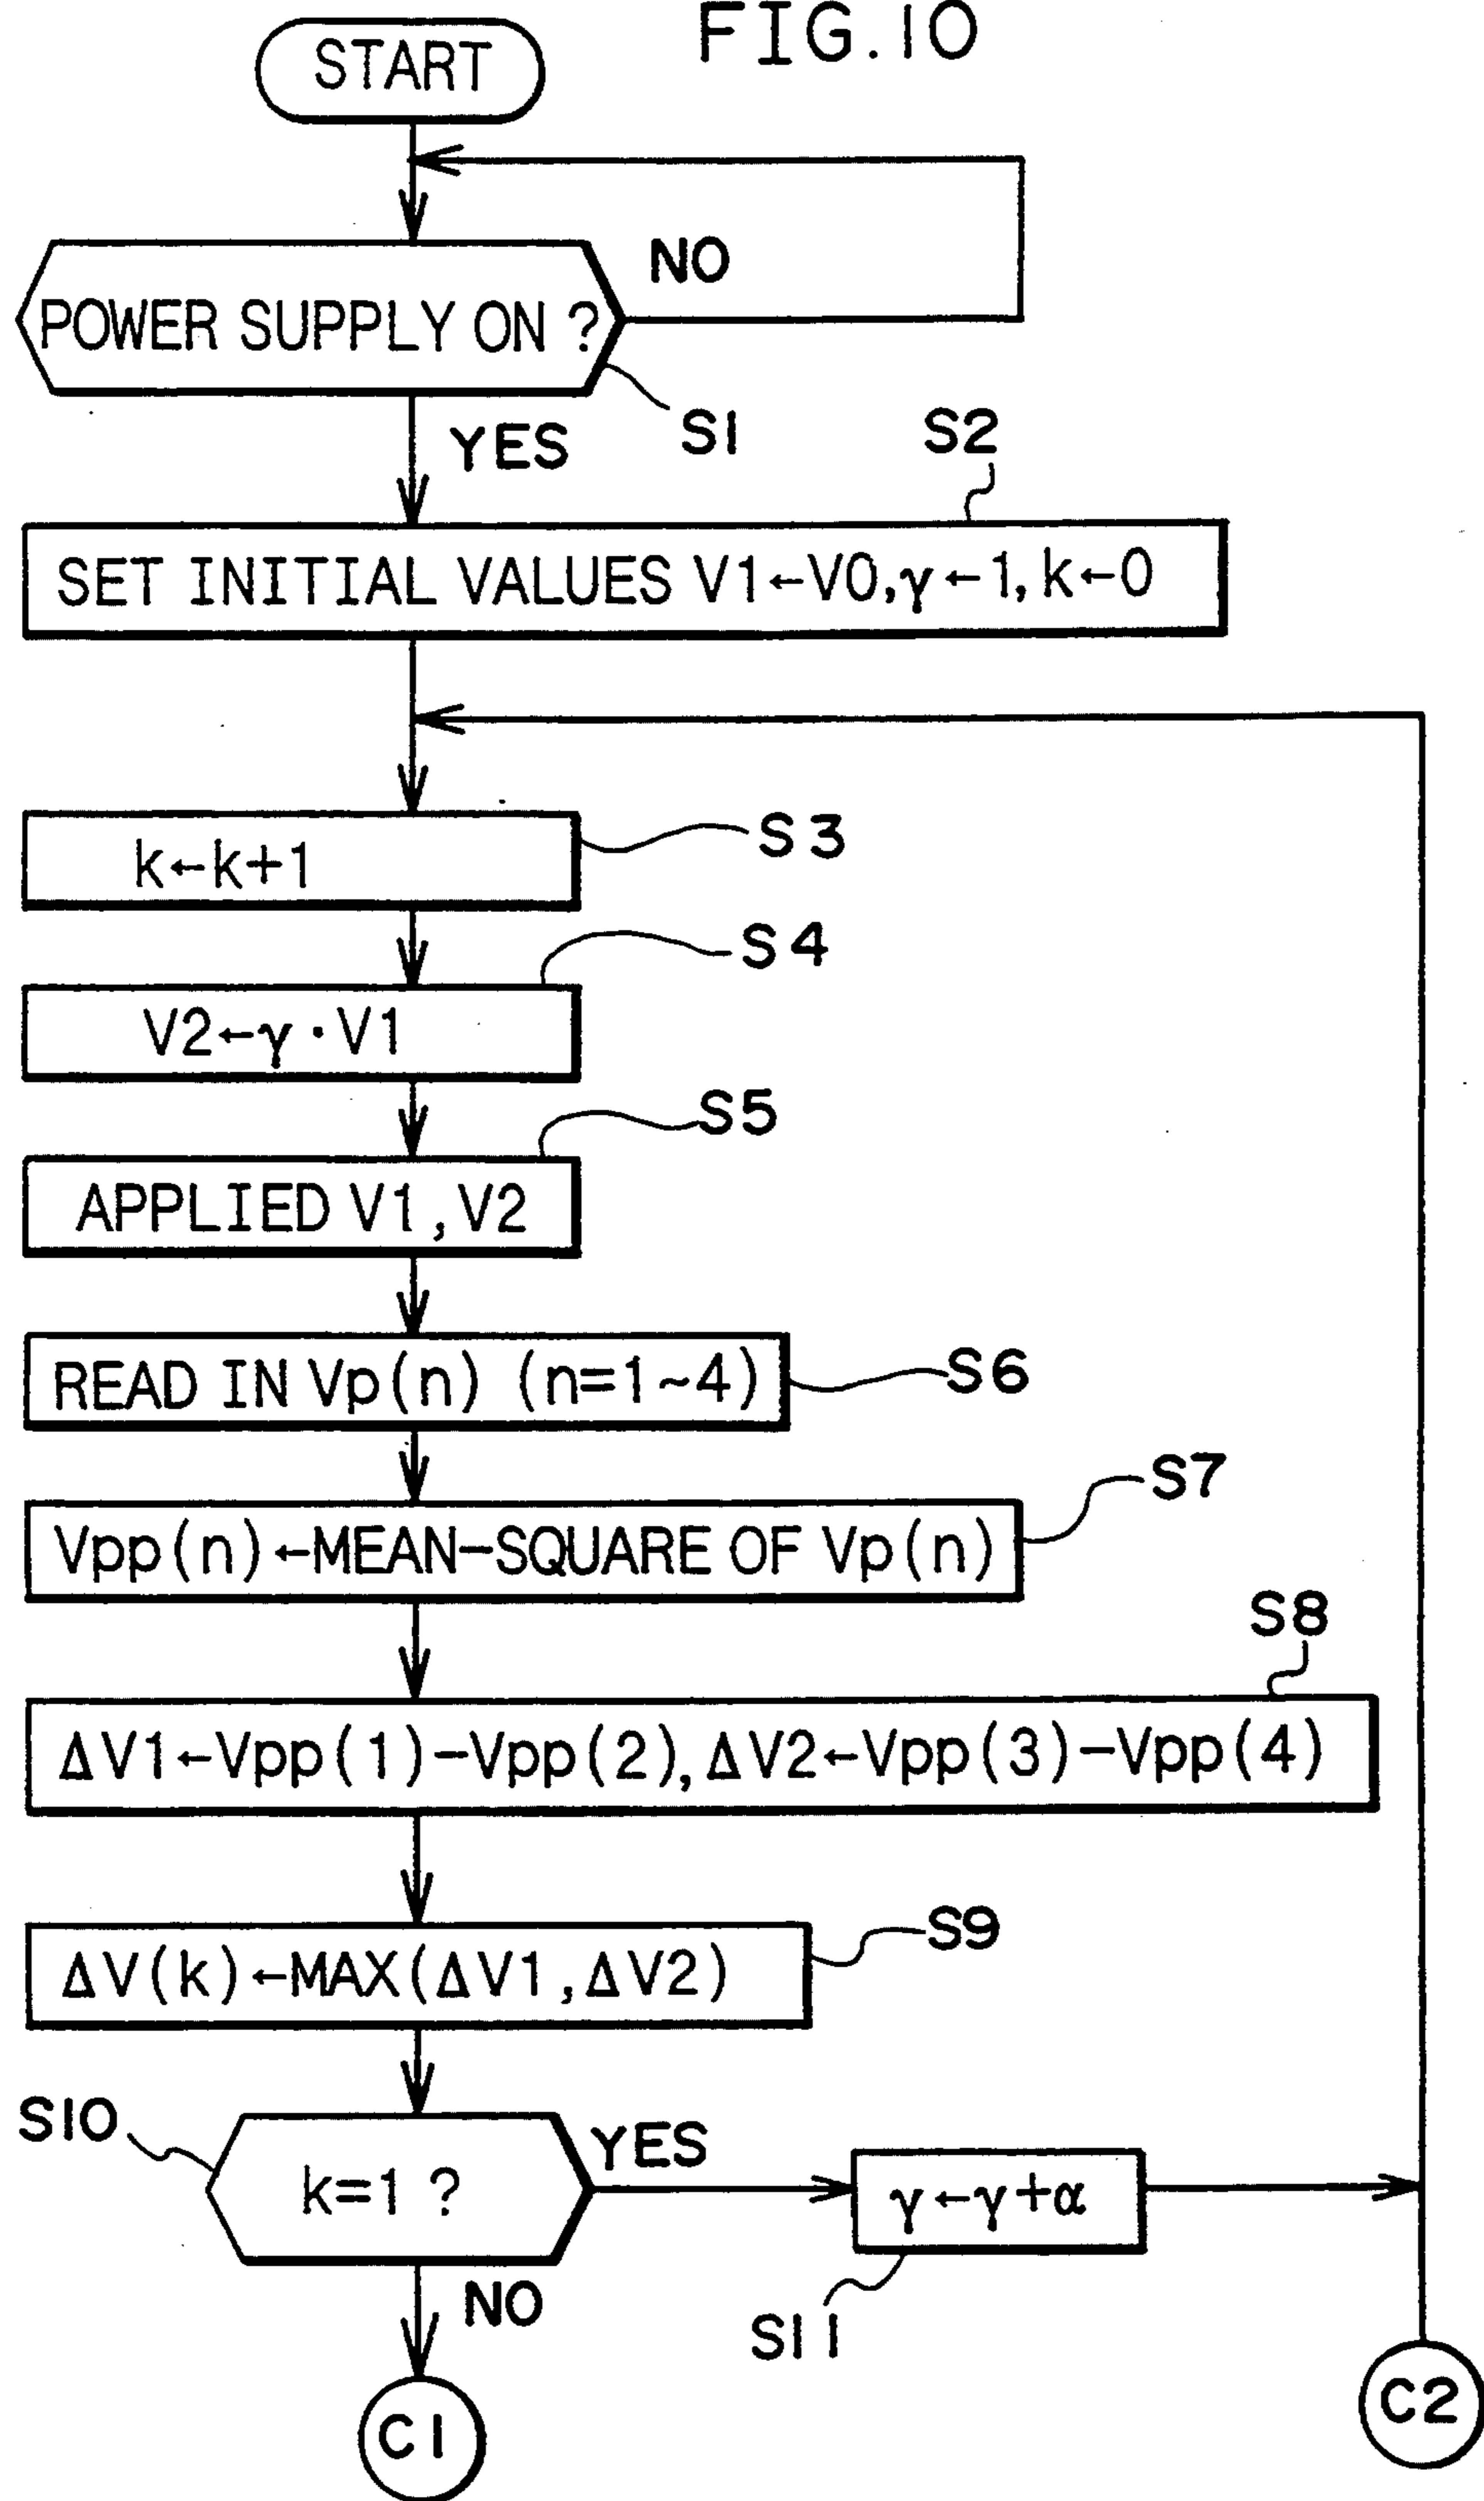 FIG.10
START
NO
POWER SUPPLY ON ?
S1
YES
S2
SET INITIAL VALUES V1←V0,γ←1,k←0
S3
k←k+1
S4
V2←γ·V1
S5
APPLIED V1,V2
READ IN Vp(n) (n=1~4)
S6
S7
Vpp(n)←MEAN-SQUARE OF Vp(n)
S8
ΔV1←Vpp(1)-Vpp(2),ΔV2←Vpp(3)-Vpp(4)
S9
ΔV(k)←MAX(ΔV1,ΔV2)
S10
YES
k=1 ?
γ←γ+α
NO
S11
C1
C2